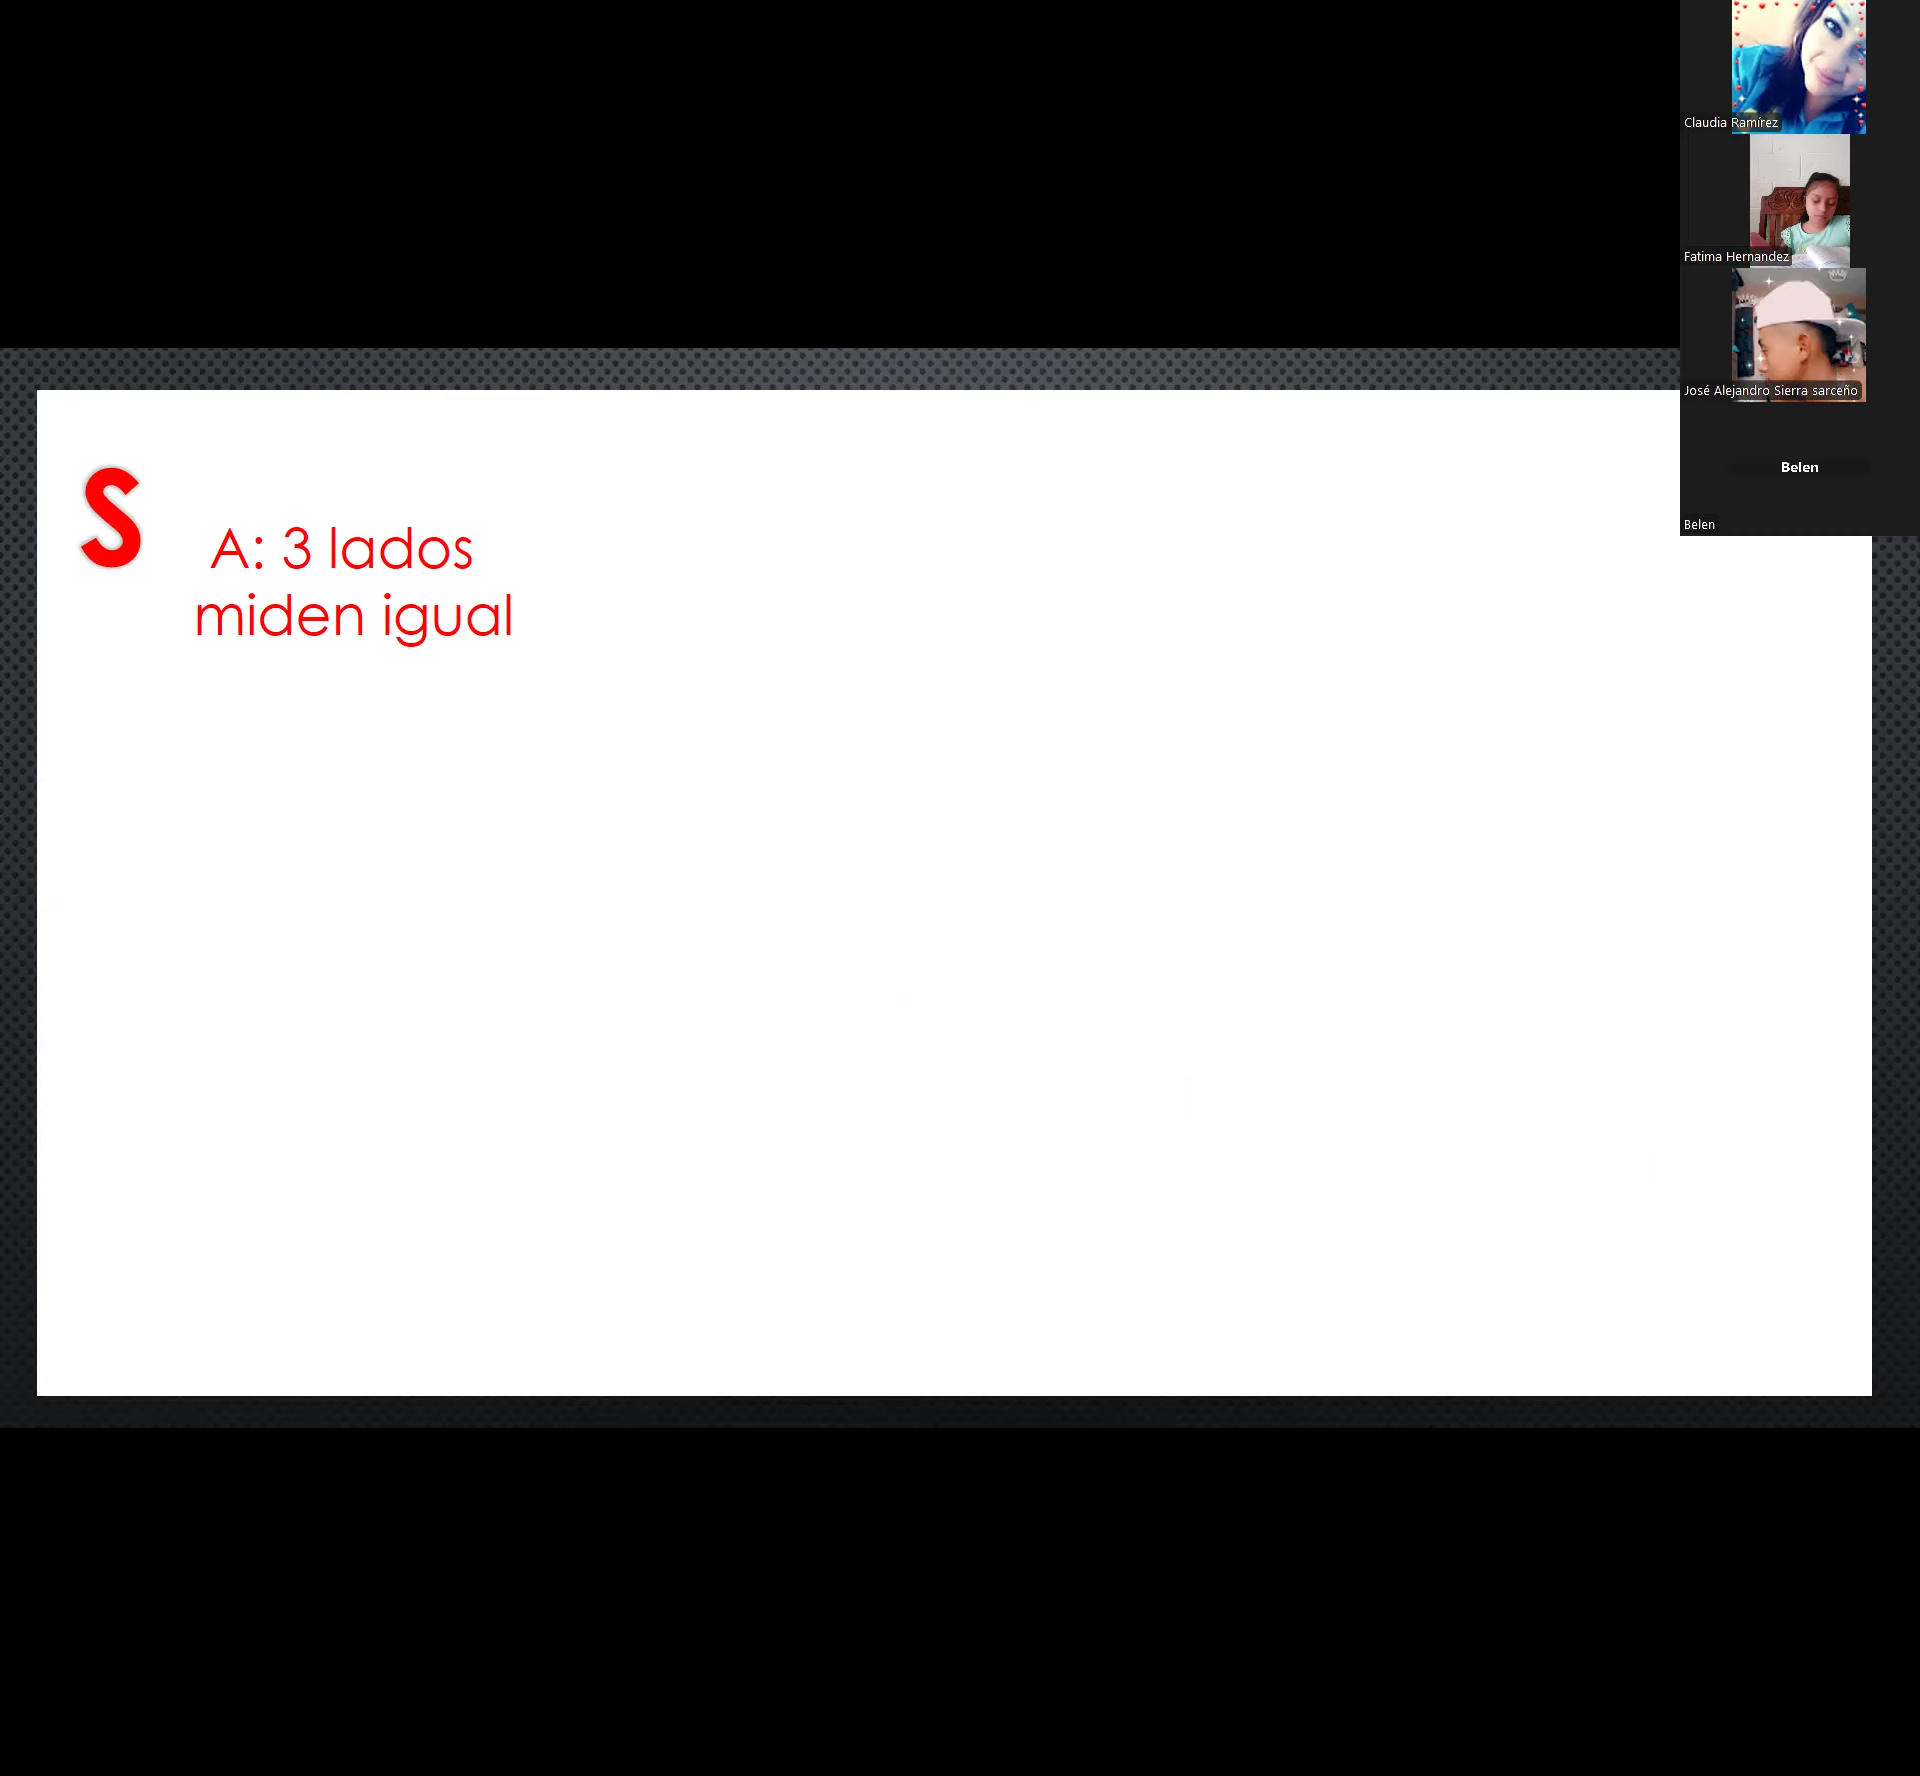 S
A: 3 lados
miden igual
Claudia Ramírez
Fatima Hernandez
José Alejandro Sierra sarceño
Belen
Belen